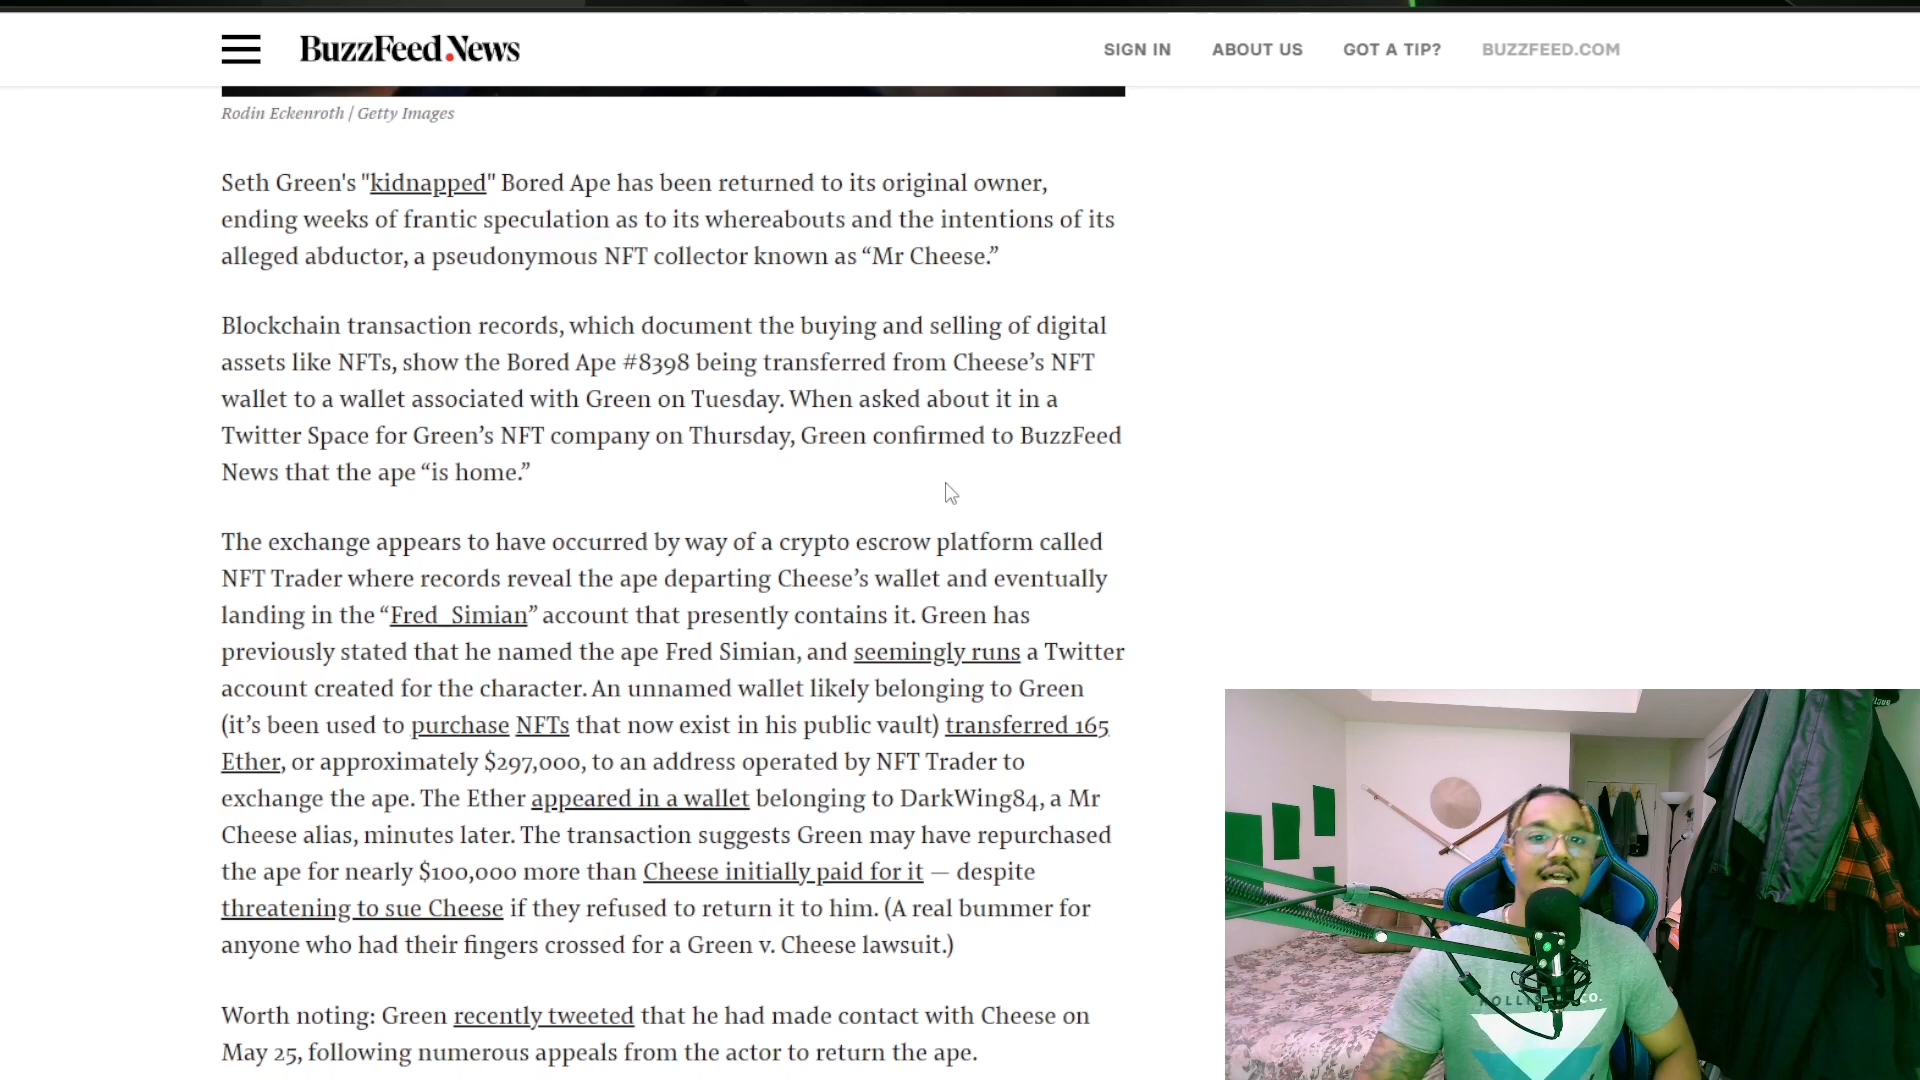 BuzzFeed News
SIGN IN
ABOUT US
GOT A TIP?
BUZZFEED.COM
Rodin Eckenroth / Getty Images
Seth Green's "kidnapped" Bored Ape has been returned to its original owner,
ending weeks of frantic speculation as to its whereabouts and the intentions of its
alleged abductor, a pseudonymous NFT collector known as “Mr Cheese.”
Blockchain transaction records, which document the buying and selling of digital
assets like NFTs, show the Bored Ape #8398 being transferred from Cheese’s NFT
wallet to a wallet associated with Green on Tuesday. When asked about it in a
Twitter Space for Green’s NFT company on Thursday, Green confirmed to BuzzFeed
News that the ape “is home.”
The exchange appears to have occurred by way of a crypto escrow platform called
NFT Trader where records reveal the ape departing Cheese’s wallet and eventually
landing in the “Fred_Simian” account that presently contains it. Green has
previously stated that he named the ape Fred Simian, and seemingly runs a Twitter
account created for the character. An unnamed wallet likely belonging to Green
(it’s been used to purchase NFTs that now exist in his public vault) transferred 165
Ether, or approximately $297,000, to an address operated by NFT Trader to
exchange the ape. The Ether appeared in a wallet belonging to DarkWing84, a Mr
Cheese alias, minutes later. The transaction suggests Green may have repurchased
the ape for nearly $100,000 more than Cheese initially paid for it — despite
threatening to sue Cheese if they refused to return it to him. (A real bummer for
anyone who had their fingers crossed for a Green v. Cheese lawsuit.)
Worth noting: Green recently tweeted that he had made contact with Cheese on
May 25, following numerous appeals from the actor to return the ape.
CO.